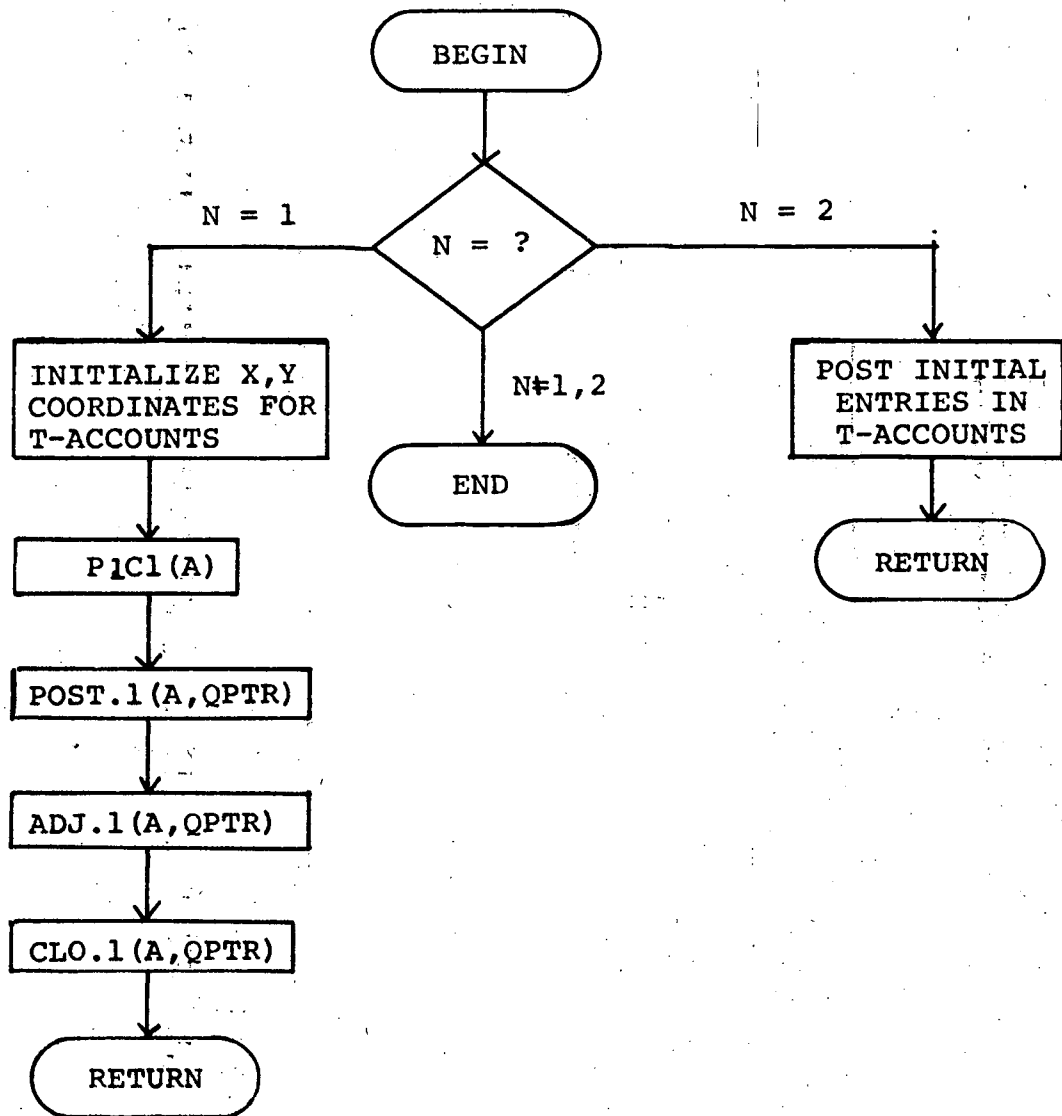 BEGIN
N = 1
N = ?
N = 2
INITIALIZE X,Y
COORDINATES FOR
T-ACCOUNTS
N≠1,2
POST INITIAL
ENTRIES IN
T-ACCOUNTS
END
RETURN
P1C1(A)
POST.1(A,QPTR)
ADJ.1(A,QPTR)
CLO.1(A,QPTR)
RETURN